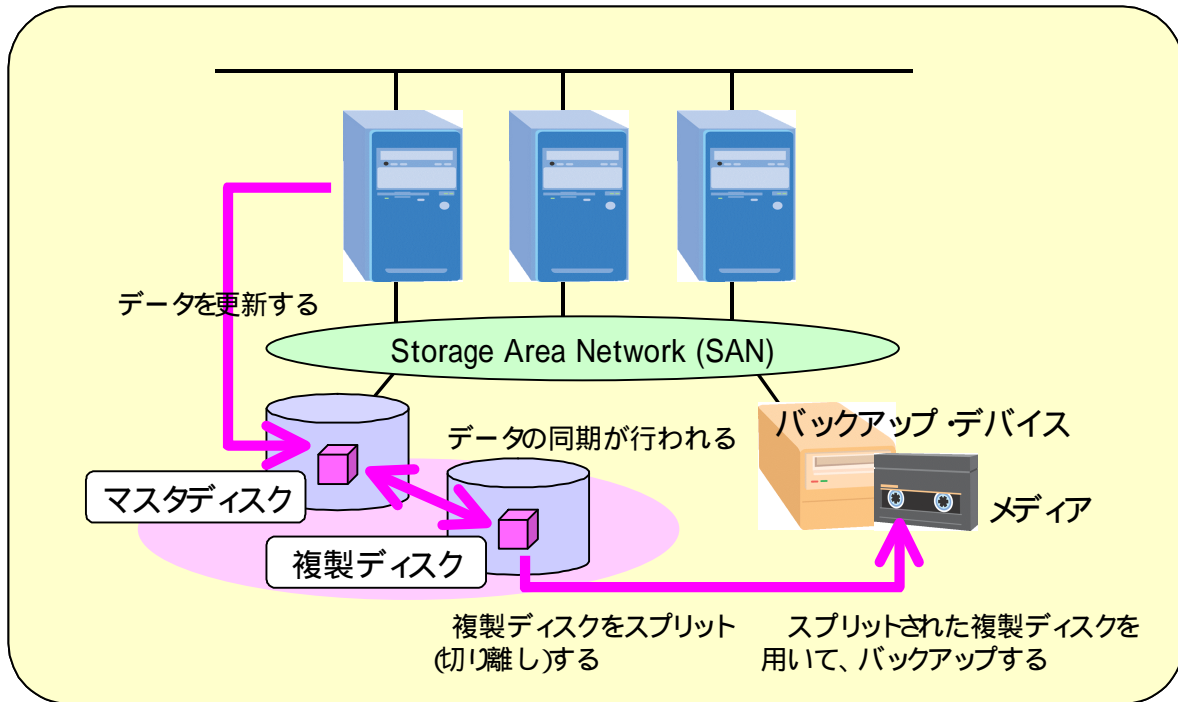 データを更新する
Storage Area Network (SAN)
バックアップ・デバイス
データの同期が行われる
マスタディスク
メディア
複製ディスク
複製ディスクをスプリット
(切り離し)する
スプリットされた複製ディスクを
用いて、バックアップする